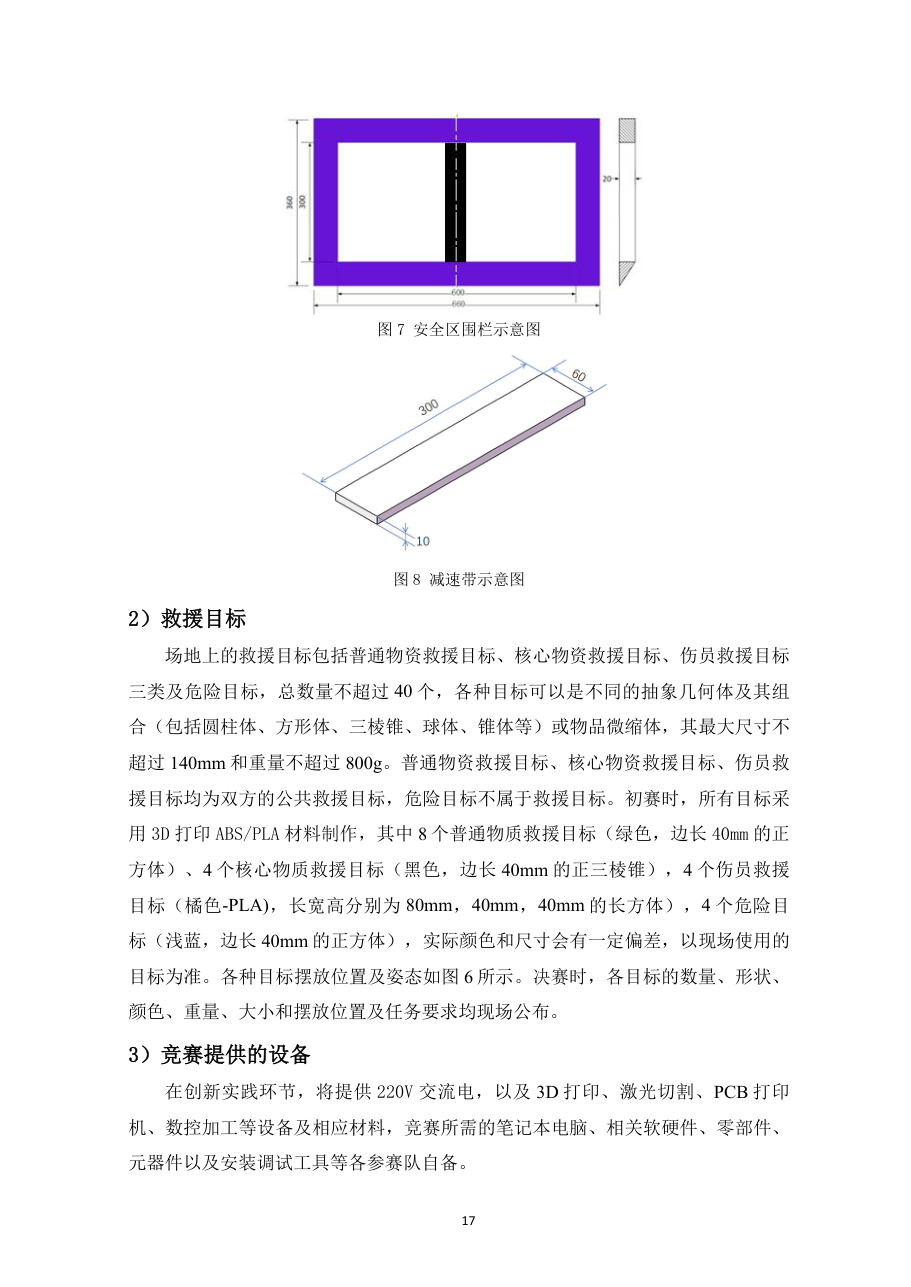 360
300
20
600
660
图 7 安全区围栏示意图
300
60
10
图 8 减速带示意图
2）救援目标
场地上的救援目标包括普通物资救援目标、核心物资救援目标、伤员救援目标
三类及危险目标，总数量不超过 40 个，各种目标可以是不同的抽象几何体及其组
合（包括圆柱体、方形体、三棱锥、球体、锥体等）或物品微缩体，其最大尺寸不
超过 140mm 和重量不超过 800g。普通物资救援目标、核心物资救援目标、伤员救
援目标均为双方的公共救援目标，危险目标不属于救援目标。初赛时，所有目标采
用 3D 打印 ABS/PLA 材料制作，其中 8 个普通物质救援目标（绿色，边长 40mm 的正
方体）、4 个核心物质救援目标（黑色，边长 40mm 的正三棱锥），4 个伤员救援
目标（橘色-PLA)，长宽高分别为 80mm，40mm，40mm 的长方体），4 个危险目
标（浅蓝，边长 40mm 的正方体），实际颜色和尺寸会有一定偏差，以现场使用的
目标为准。各种目标摆放位置及姿态如图 6 所示。决赛时，各目标的数量、形状、
颜色、重量、大小和摆放位置及任务要求均现场公布。
3）竞赛提供的设备
在创新实践环节，将提供 220V 交流电，以及 3D 打印、激光切割、PCB 打印
机、数控加工等设备及相应材料，竞赛所需的笔记本电脑、相关软硬件、零部件、
元器件以及安装调试工具等各参赛队自备。
17